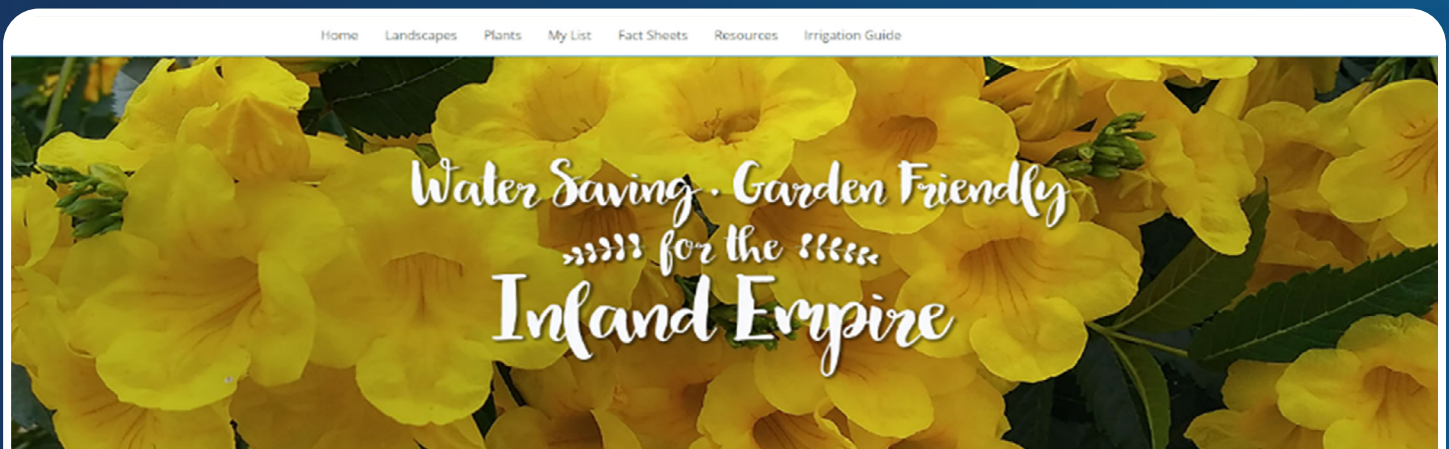 Home Landscapes Plants My List Fact Sheets Resources Irrigation Guide
Water Saving · Garden Friendly
for the
Inland Empire